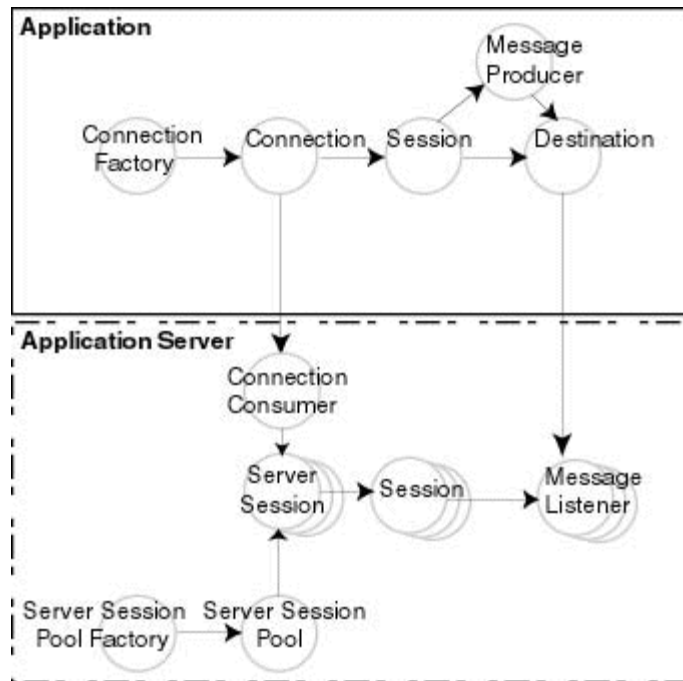 Application
Message
Producer
Connection
Factory
Connection
Session
Destination
Application Server
Connection
Consumer
Server
Session
Session
Message
Listener
Server Session
Pool Factory
Server Session
Pool